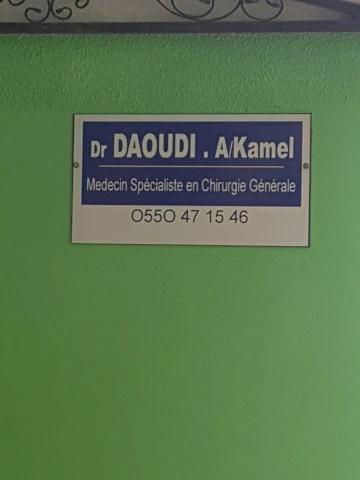 Dr DAOUDI . A/Kamel
Medecin Spécialiste en Chirurgie Générale
0550 47 15 46